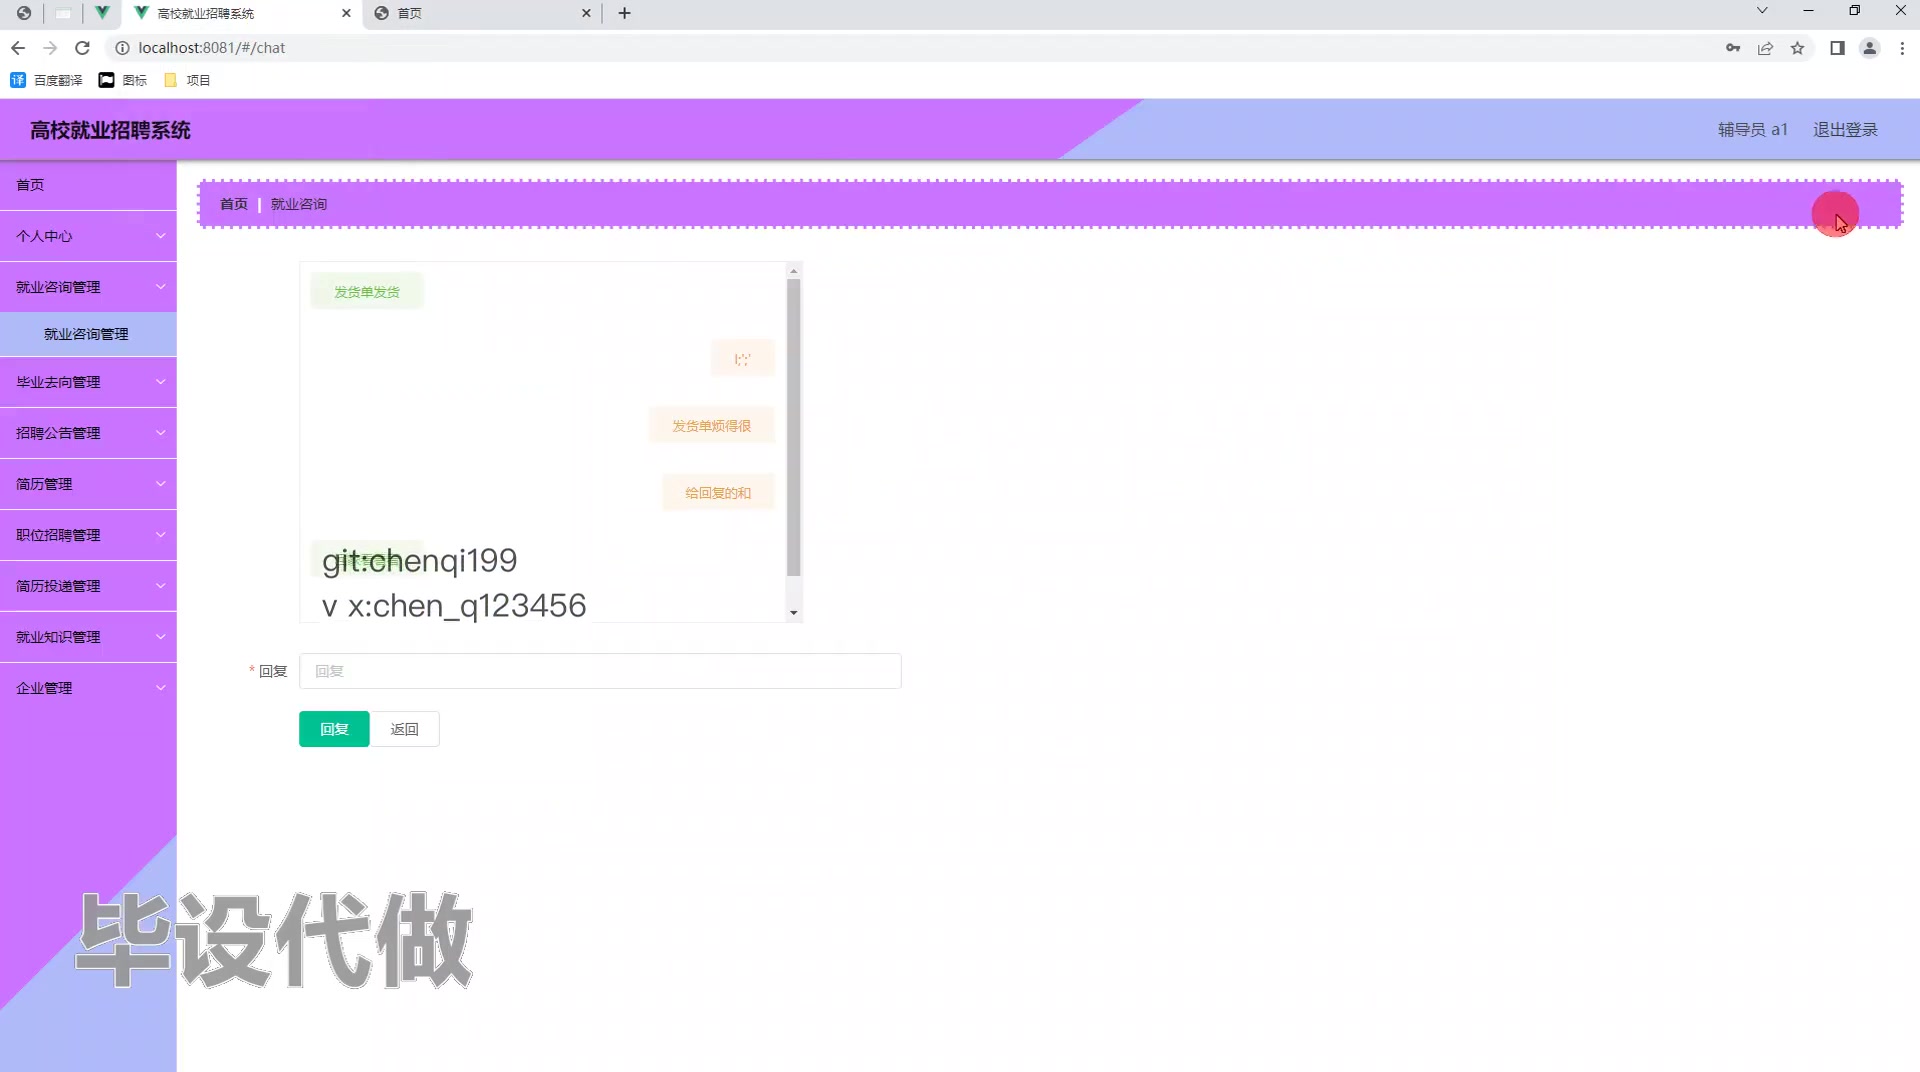 高校就业招聘系统
首页
localhost:8081/#/chat
百度翻译
图标
项目
高校就业招聘系统
辅导员 a1
退出登录
首页
个人中心
就业咨询管理
就业咨询管理
毕业去向管理
招聘公告管理
简历管理
职位招聘管理
简历投递管理
就业知识管理
企业管理
首页
就业咨询
发货单发货
l;';'
发货单烦得很
给回复的和
git:chenqi199
v x:chen_q123456
* 回复
回复
回复
返回
毕设代做